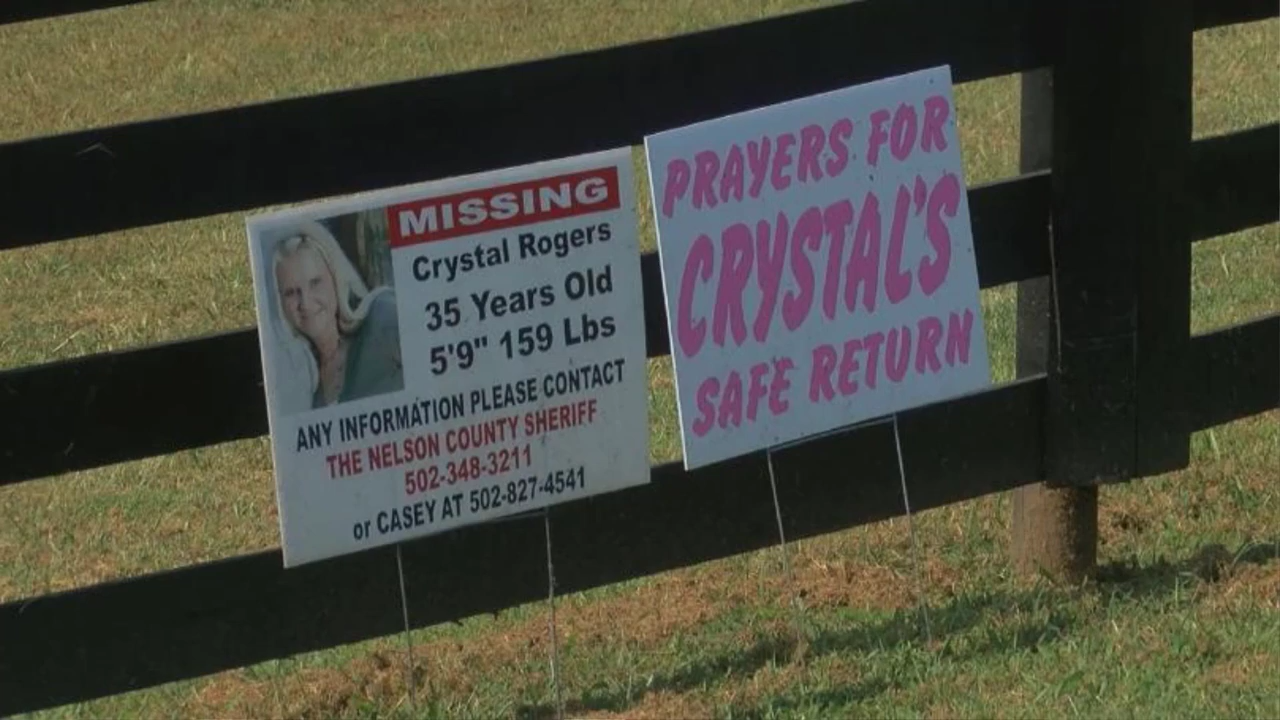 MISSING
Crystal Rogers
35 Years Old
5'9" 159 Lbs
ANY INFORMATION PLEASE CONTACT
THE NELSON COUNTY SHERIFF
502-348-3211
or CASEY AT 502-827-4541
PRAYERS FOR
CRYSTAL'S
SAFE RETURN